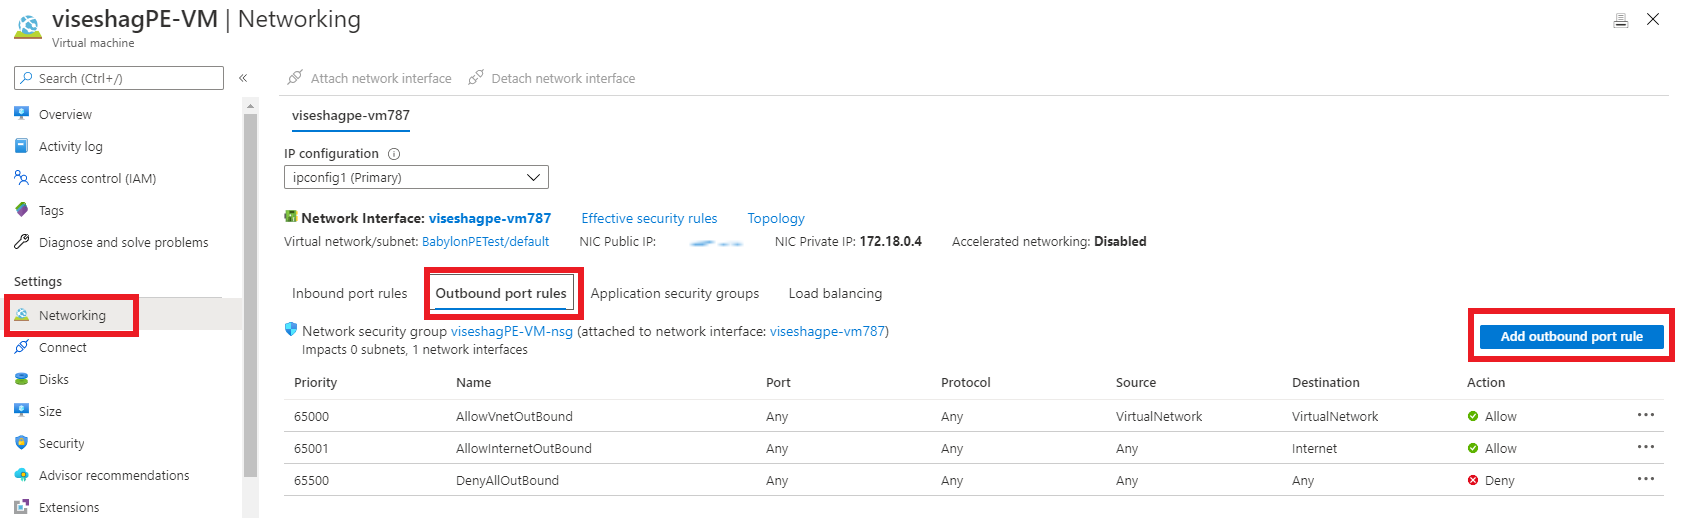 viseshagPE-VM | Networking
Virtual machine
Search (Ctrl+/)
«
Overview
Activity log
Access control (IAM)
Tags
Diagnose and solve problems
Settings
Networking
Connect
Disks
Size
Security
Advisor recommendations
Extensions
Attach network interface Detach network interface
viseshagpe-vm787
IP configuration
ipconfig1 (Primary)
Network Interface: viseshagpe-vm787 Effective security rules Topology
Virtual network/subnet: BabylonPETest/default NIC Public IP: NIC Private IP: 172.18.0.4 Accelerated networking: Disabled
Inbound port rules Outbound port rules Application security groups Load balancing
Network security group viseshagPE-VM-nsg (attached to network interface: viseshagpe-vm787)
Impacts 0 subnets, 1 network interfaces
Add outbound port rule
Priority Name Port Protocol Source Destination Action
65000 AllowVnetOutBound Any Any VirtualNetwork VirtualNetwork Allow ...
65001 AllowInternetOutBound Any Any Any Internet Allow ...
65500 DenyAllOutBound Any Any Any Any Deny ...